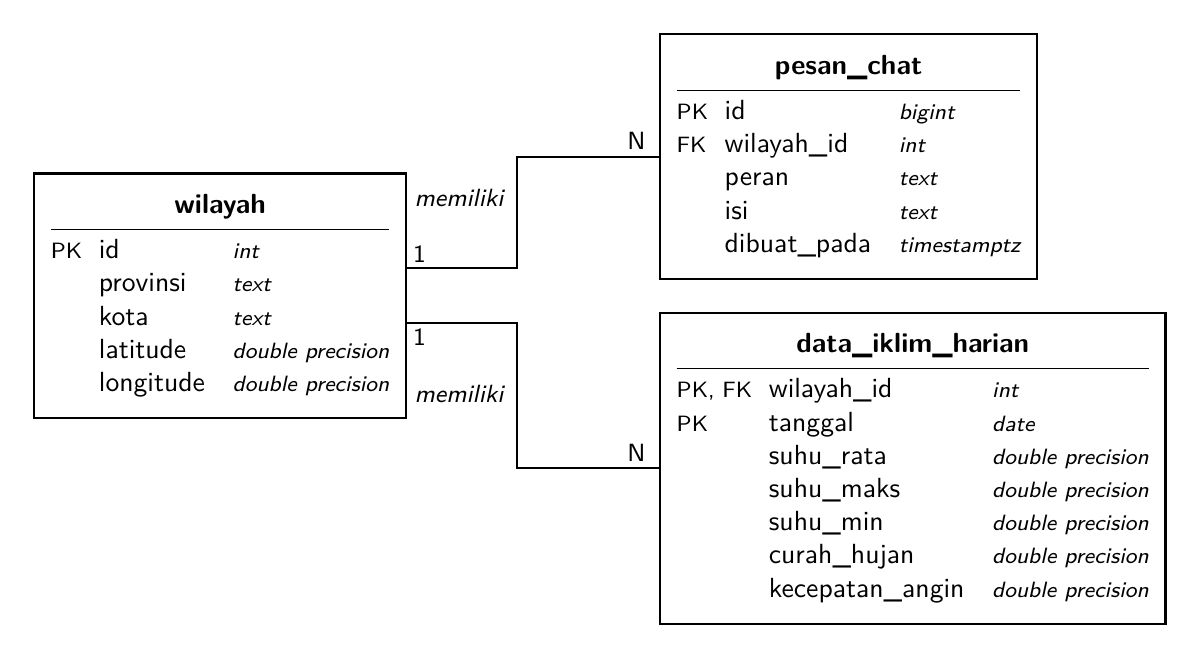 pesan_chat
PK id bigint
FK wilayah_id int
peran text
isi text
dibuat_pada timestamptz
N
memiliki
1
wilayah
PK id int
provinsi text
kota text
latitude double precision
longitude double precision
1
memiliki
N
data_iklim_harian
PK, FK wilayah_id int
PK tanggal date
suhu_rata double precision
suhu_maks double precision
suhu_min double precision
curah_hujan double precision
kecepatan_angin double precision